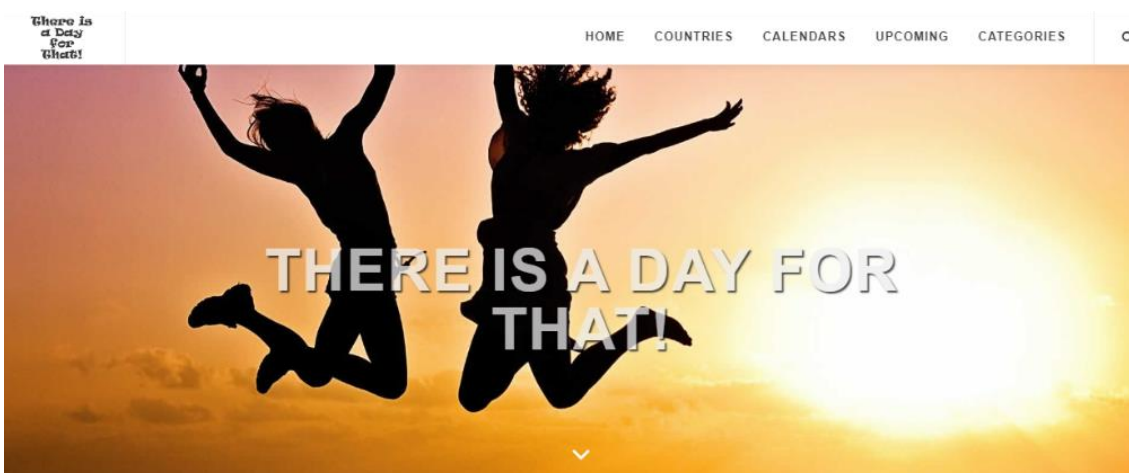 There is
a Day
for
That!
HOME COUNTRIES CALENDARS UPCOMING CATEGORIES
THERE IS A DAY FOR
THAT!